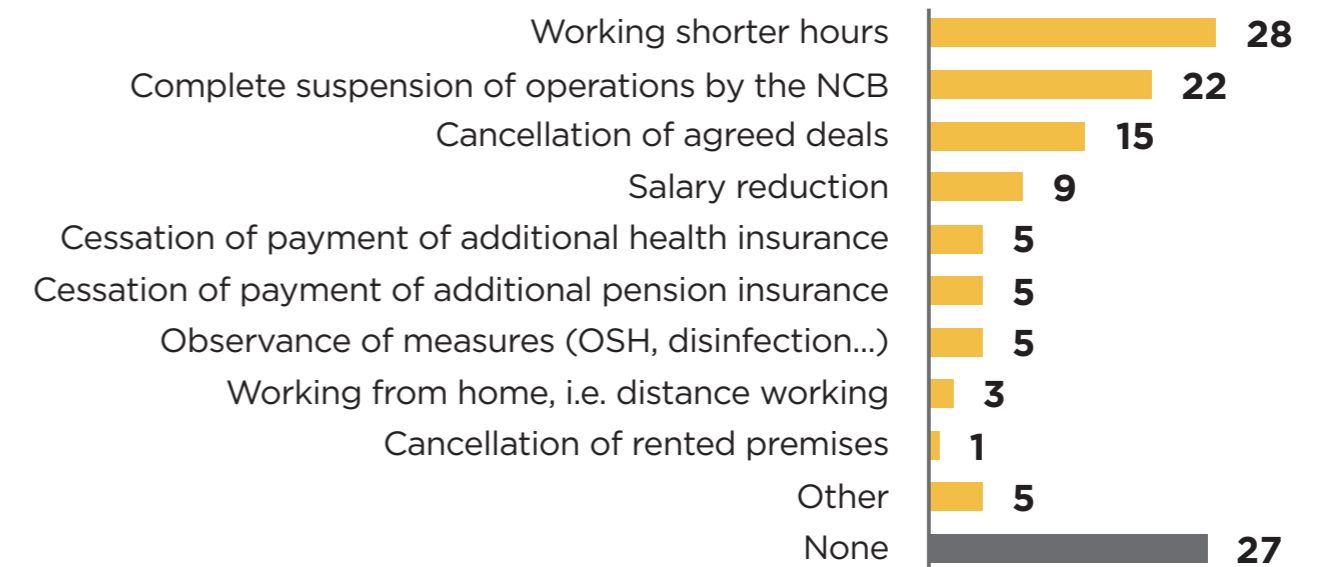 Working shorter hours 28
Complete suspension of operations by the NCB 22
Cancellation of agreed deals 15
Salary reduction 9
Cessation of payment of additional health insurance 5
Cessation of payment of additional pension insurance 5
Observance of measures (OSH, disinfection...) 5
Working from home, i.e. distance working 3
Cancellation of rented premises 1
Other 5
None 27